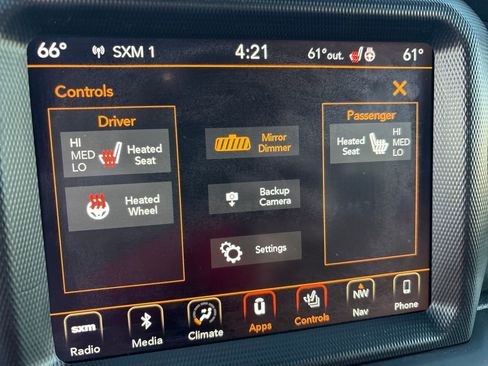 66° SXM 1 4:21 61°out. 61°
Controls
Driver
Passenger
HI
MED
LO
Heated
Seat
Mirror
Dimmer
Heated
Seat
HI
MED
LO
Heated
Wheel
Backup
Camera
Settings
sxm
Radio
Media
Climate
Apps
Controls
NW
Nav
Phone